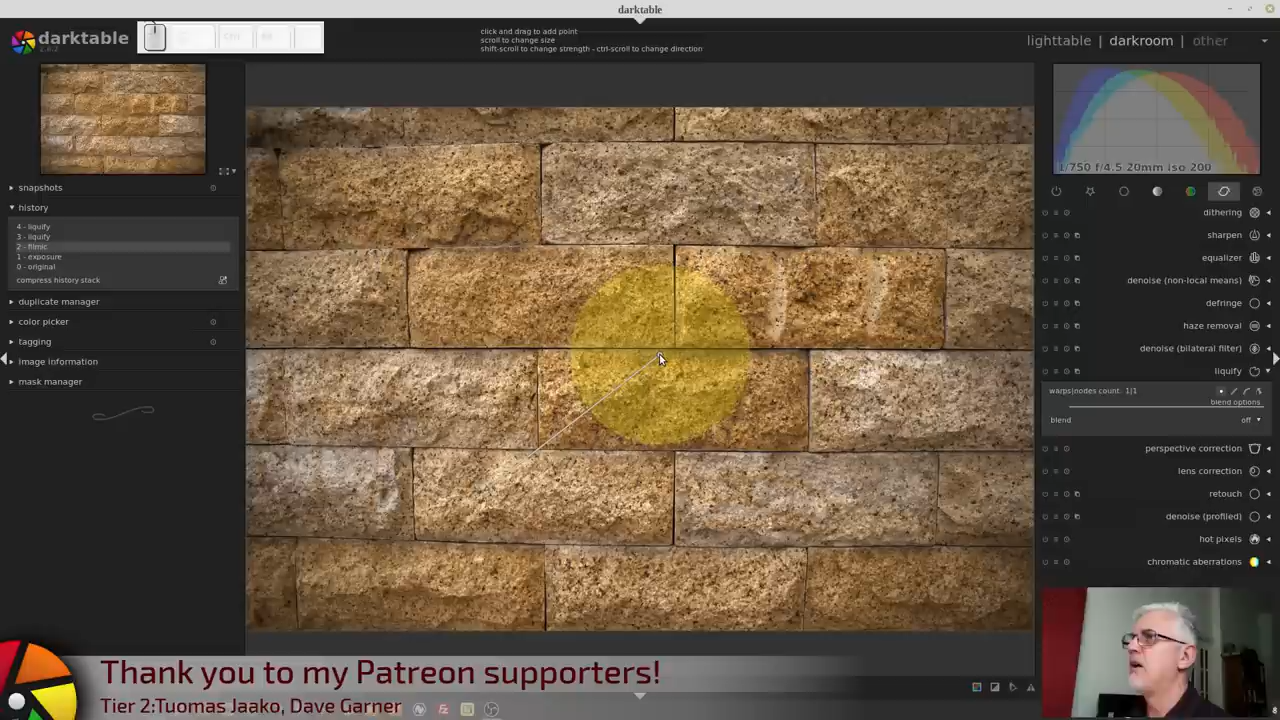 darktable
darktable
2.6.2
Ctrl
click and drag to add point
scroll to change size
shift-scroll to change strength - ctrl-scroll to change direction
lighttable | darkroom | other
1/750 f/4.5 20mm iso 200
snapshots
history
4 - liquify
3 - liquify
2 - filmic
1 - exposure
0 - original
compress history stack
duplicate manager
color picker
tagging
image information
mask manager
dithering
sharpen
equalizer
denoise (non-local means)
defringe
haze removal
denoise (bilateral filter)
liquify
warps|nodes count: 1/1
blend options
blend
off
perspective correction
lens correction
retouch
denoise (profiled)
hot pixels
chromatic aberrations
Thank you to my Patreon supporters!
Tier 2:Tuomas Jaako, Dave Garner